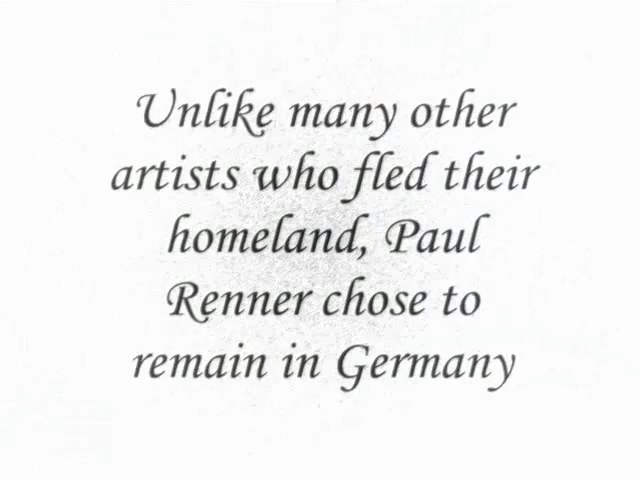 Unlike many other
artists who fled their
homeland, Paul
Renner chose to
remain in Germany